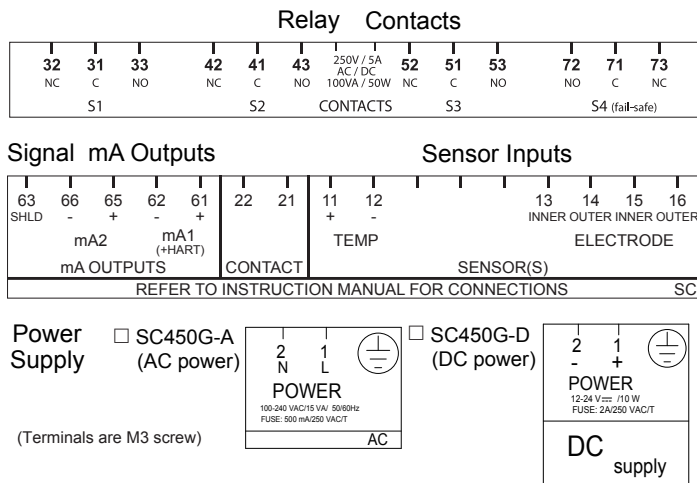 Relay Contacts
32 31 33 42 41 43 250V / 5A 52 51 53 72 71 73
AC / DC
NC C NO NC C NO 100VA / 50W NC C NO NO C NC
S1 S2 CONTACTS S3 S4 (fail-safe)
Signal mA Outputs Sensor Inputs
63 66 65 62 61 22 21 11 12 13 14 15 16
SHLD - + - + + - INNER OUTER INNER OUTER
mA2 mA1 TEMP ELECTRODE
(+HART)
mA OUTPUTS CONTACT SENSOR(S)
REFER TO INSTRUCTION MANUAL FOR CONNECTIONS SC
Power Supply
SC450G-A
(AC power)
2 1
N L
POWER
100-240 VAC/15 VA/ 50/60Hz
FUSE: 500 mA/250 VAC/T
AC
SC450G-D
(DC power)
2 1
- +
POWER
12-24 V /10 W
FUSE: 2A/250 VAC/T
DC
supply
(Terminals are M3 screw)